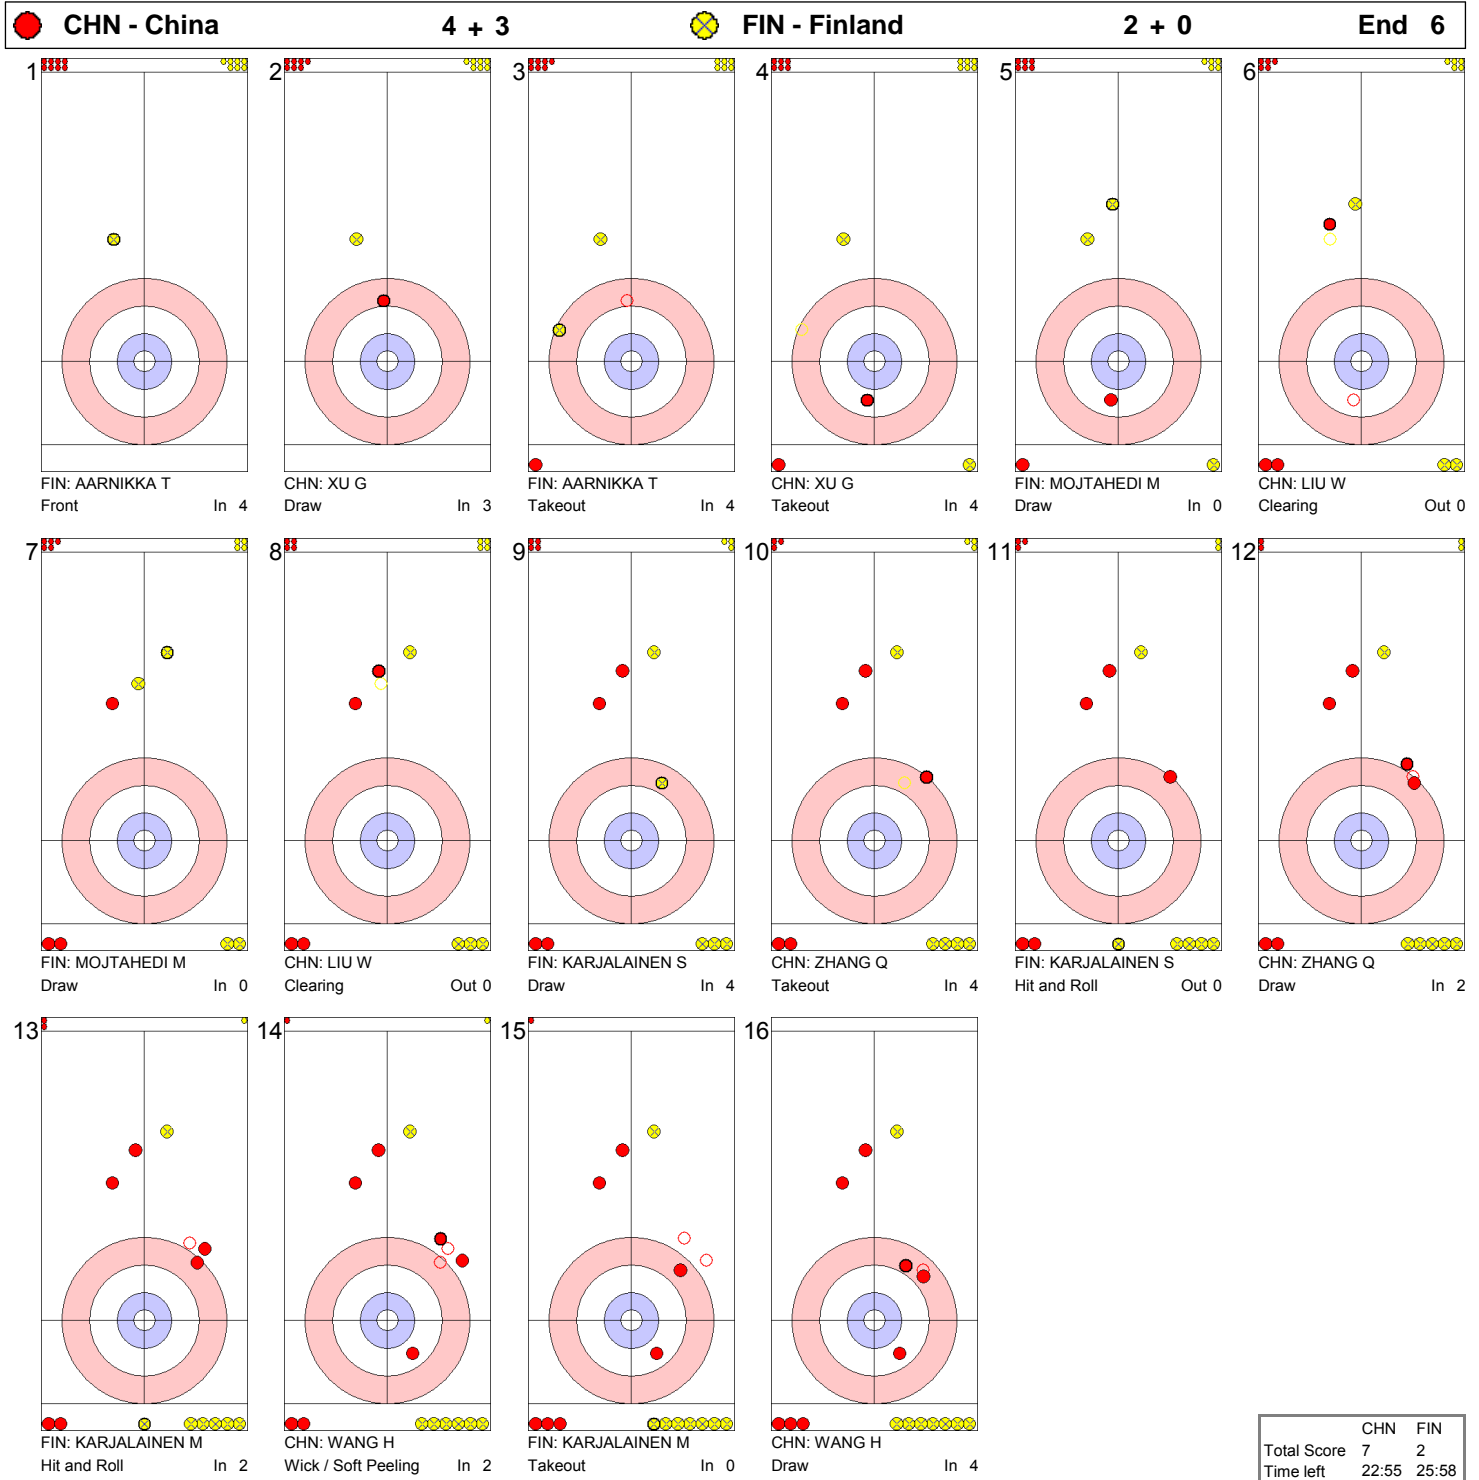 CHN - China 4 + 3 FIN - Finland 2 + 0 End 6
1 2 3 4 5 6
FIN: AARNIKKA T CHN: XU G FIN: AARNIKKA T CHN: XU G FIN: MOJTAHEDI M CHN: LIU W
Front In 4 Draw In 3 Takeout In 4 Takeout In 4 Draw In 0 Clearing Out 0
7 8 9 10 11 12
FIN: MOJTAHEDI M CHN: LIU W FIN: KARJALAINEN S CHN: ZHANG Q FIN: KARJALAINEN S CHN: ZHANG Q
Draw In 0 Clearing Out 0 Draw In 4 Takeout In 4 Hit and Roll Out 0 Draw In 2
13 14 15 16
FIN: KARJALAINEN M CHN: WANG H FIN: KARJALAINEN M CHN: WANG H
Hit and Roll In 2 Wick / Soft Peeling In 2 Takeout In 0 Draw In 4
CHN FIN
Total Score 7 2
Time left 22:55 25:58